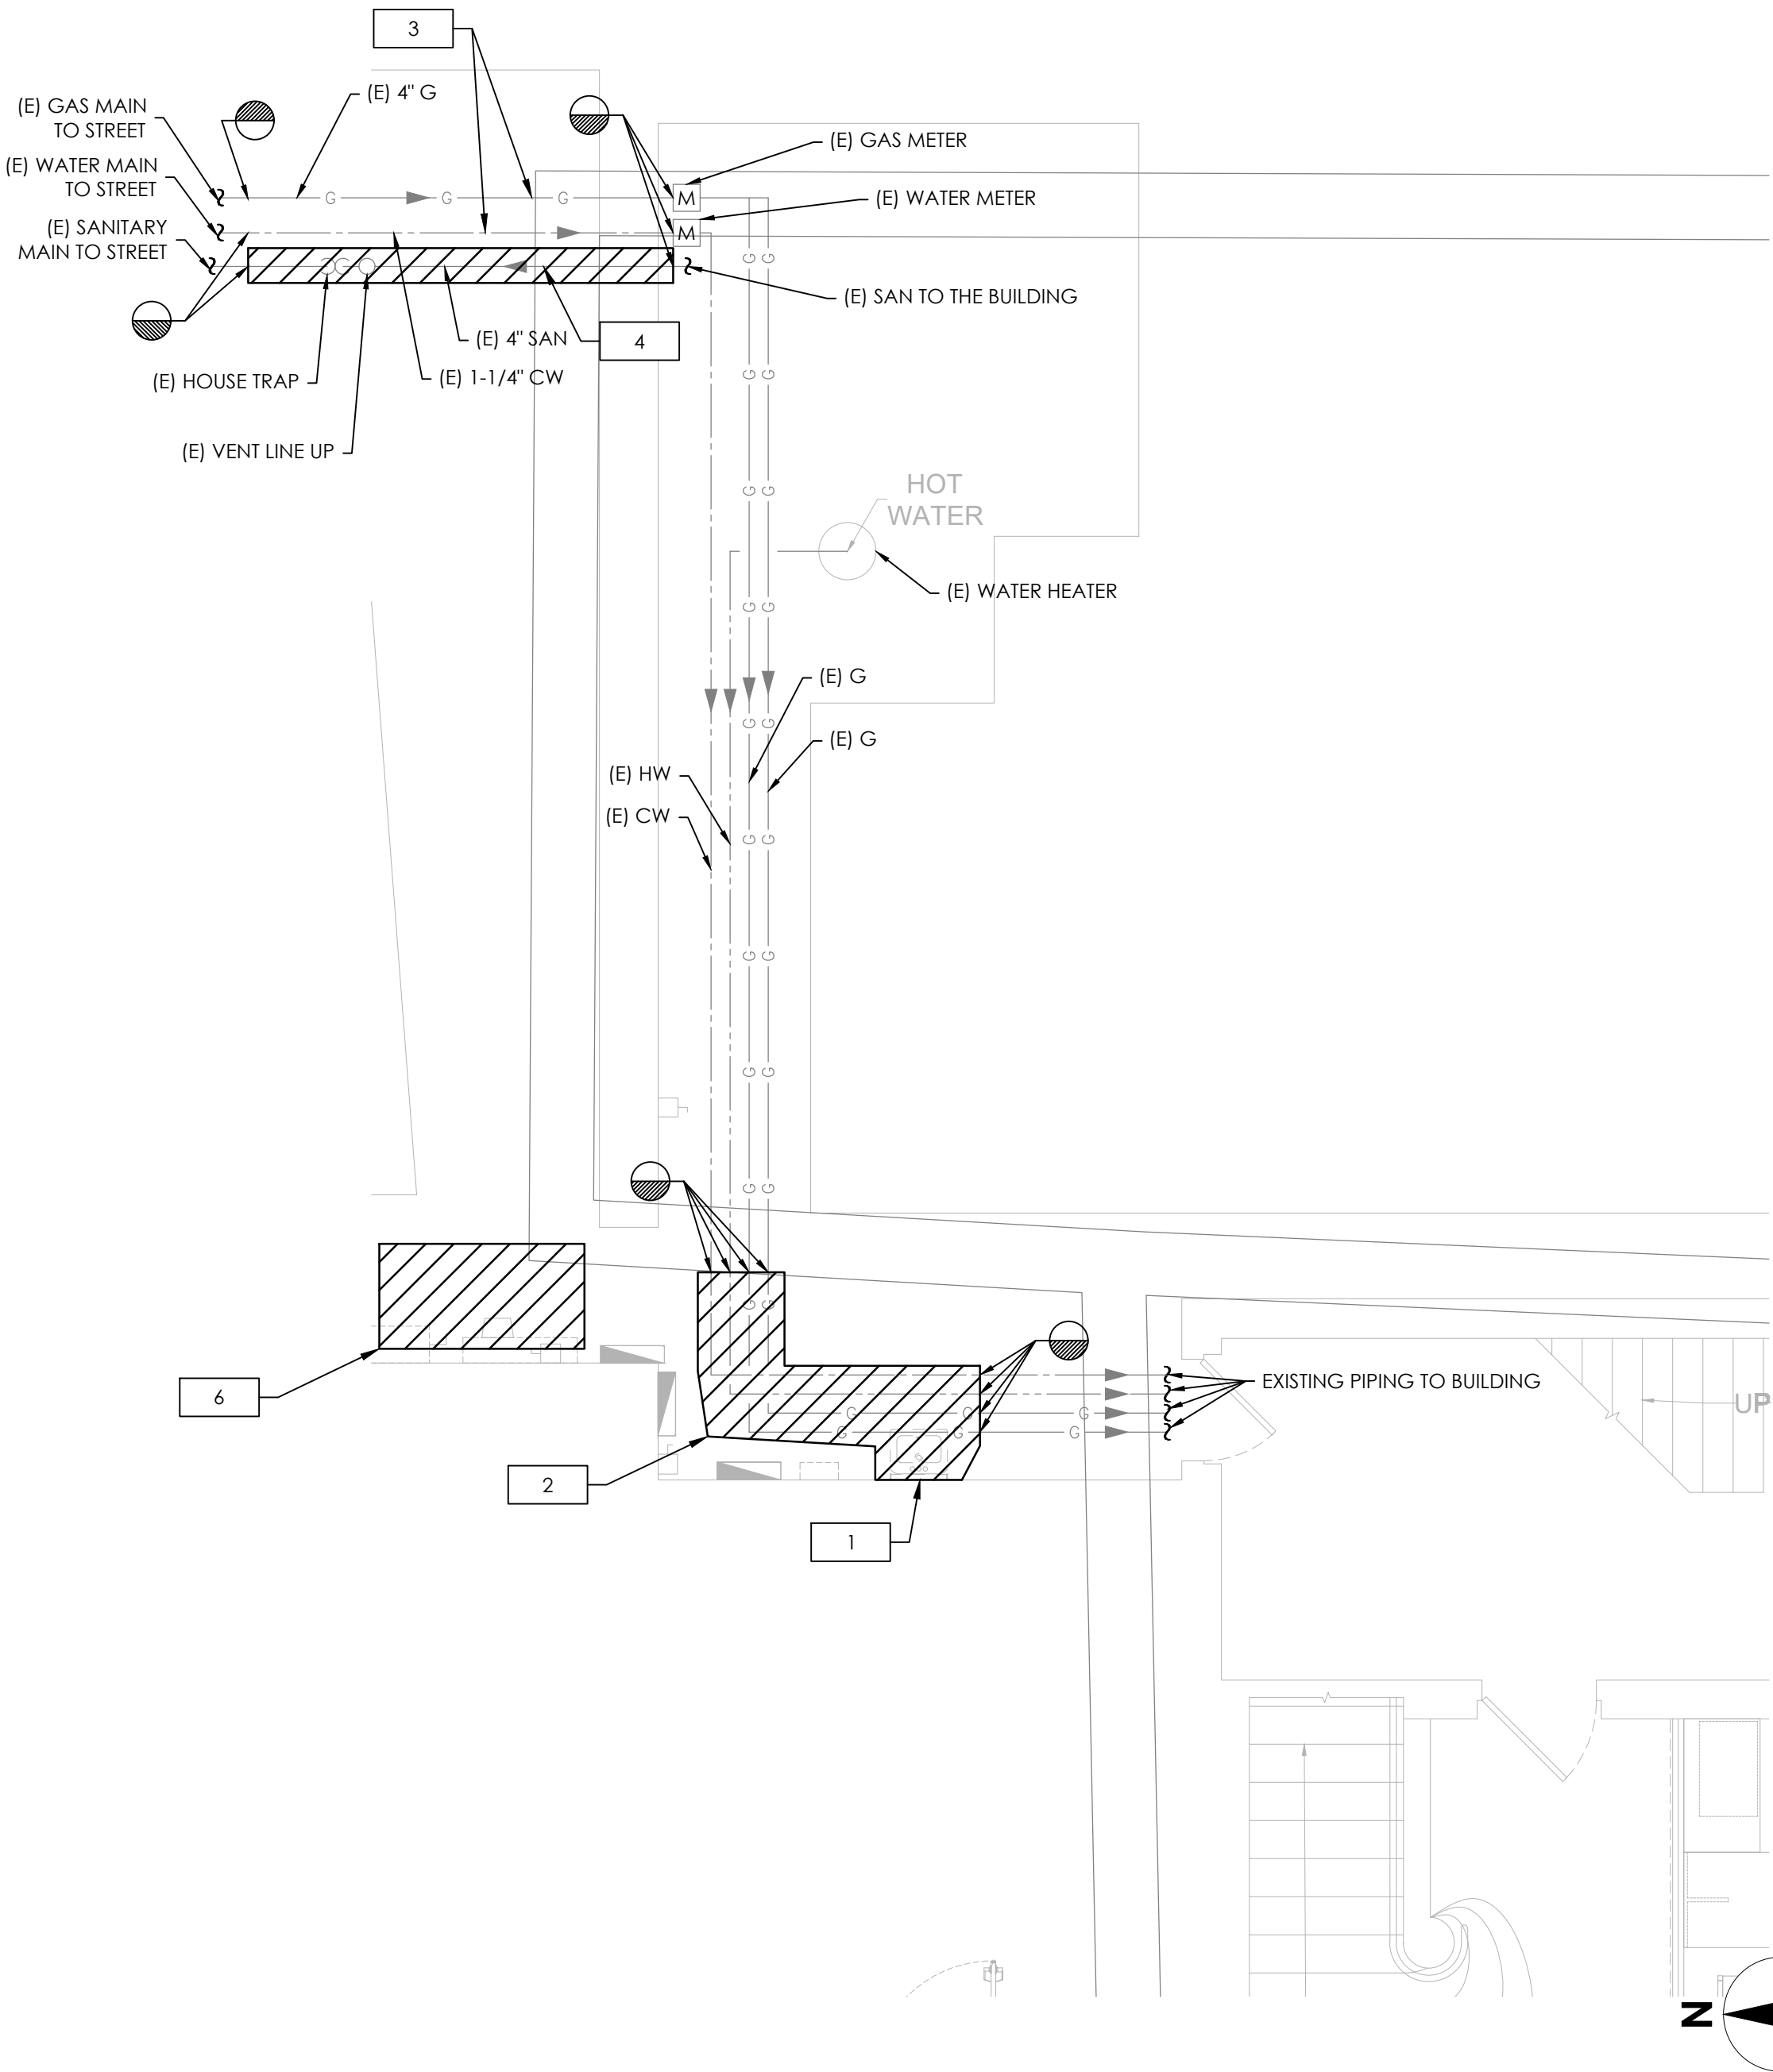 3
(E) GAS MAIN
TO STREET
(E) 4" G
(E) WATER MAIN
TO STREET
(E) GAS METER
(E) SANITARY
MAIN TO STREET
(E) WATER METER
G G G M
M
(E) SAN TO THE BUILDING
(E) 4" SAN
4
(E) HOUSE TRAP
(E) 1-1/4" CW
(E) VENT LINE UP
G G
G G
G G
HOT
WATER
(E) WATER HEATER
G G
(E) G
G G
(E) G
(E) HW
(E) CW
G G
G G
G G
G G
G G
EXISTING PIPING TO BUILDING
UP
6
G G G
G G G
2
1
N